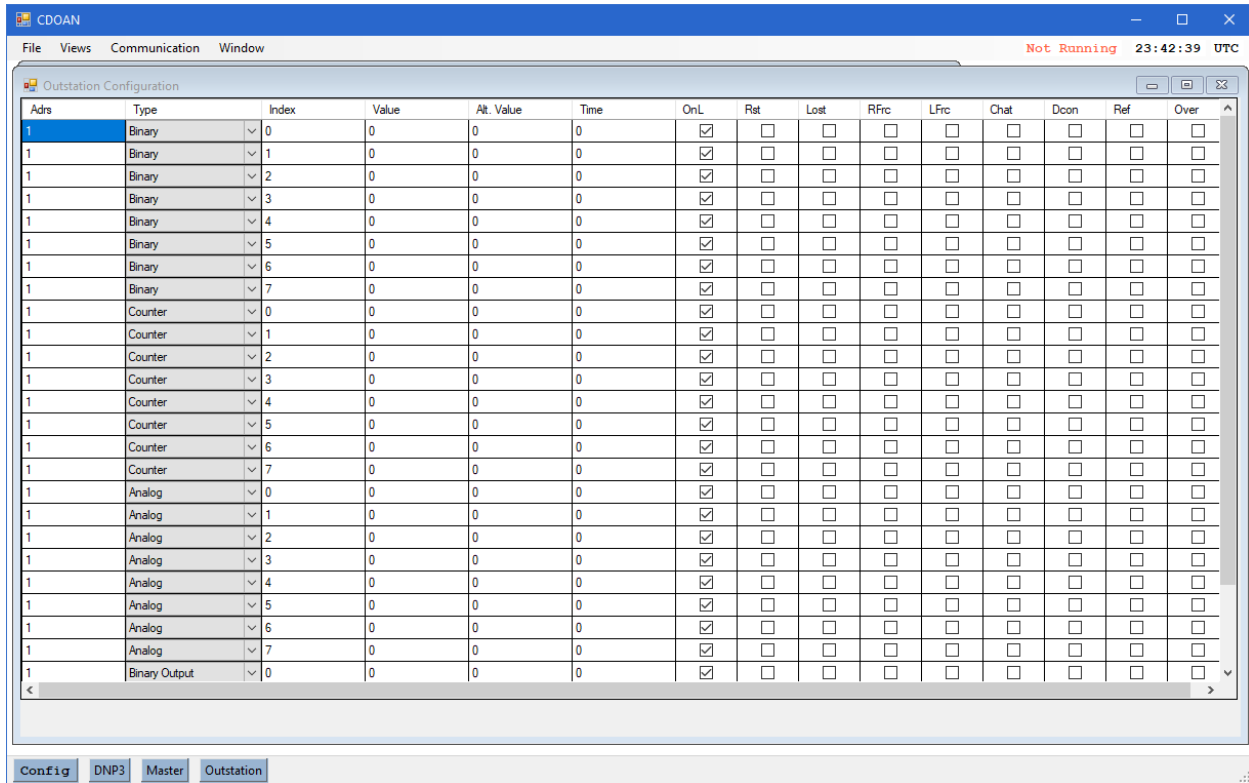 CDOAN
File Views Communication Window Not Running 23:42:39 UTC
Outstation Configuration
Adrs Type Index Value Alt. Value Time OnL Rst Lost RFrc LFrc Chat Dcon Ref Over
1 Binary 0 0 0 0
1 Binary 1 0 0 0
1 Binary 2 0 0 0
1 Binary 3 0 0 0
1 Binary 4 0 0 0
1 Binary 5 0 0 0
1 Binary 6 0 0 0
1 Binary 7 0 0 0
1 Counter 0 0 0 0
1 Counter 1 0 0 0
1 Counter 2 0 0 0
1 Counter 3 0 0 0
1 Counter 4 0 0 0
1 Counter 5 0 0 0
1 Counter 6 0 0 0
1 Counter 7 0 0 0
1 Analog 0 0 0 0
1 Analog 1 0 0 0
1 Analog 2 0 0 0
1 Analog 3 0 0 0
1 Analog 4 0 0 0
1 Analog 5 0 0 0
1 Analog 6 0 0 0
1 Analog 7 0 0 0
1 Binary Output 0 0 0 0
Config DNP3 Master Outstation